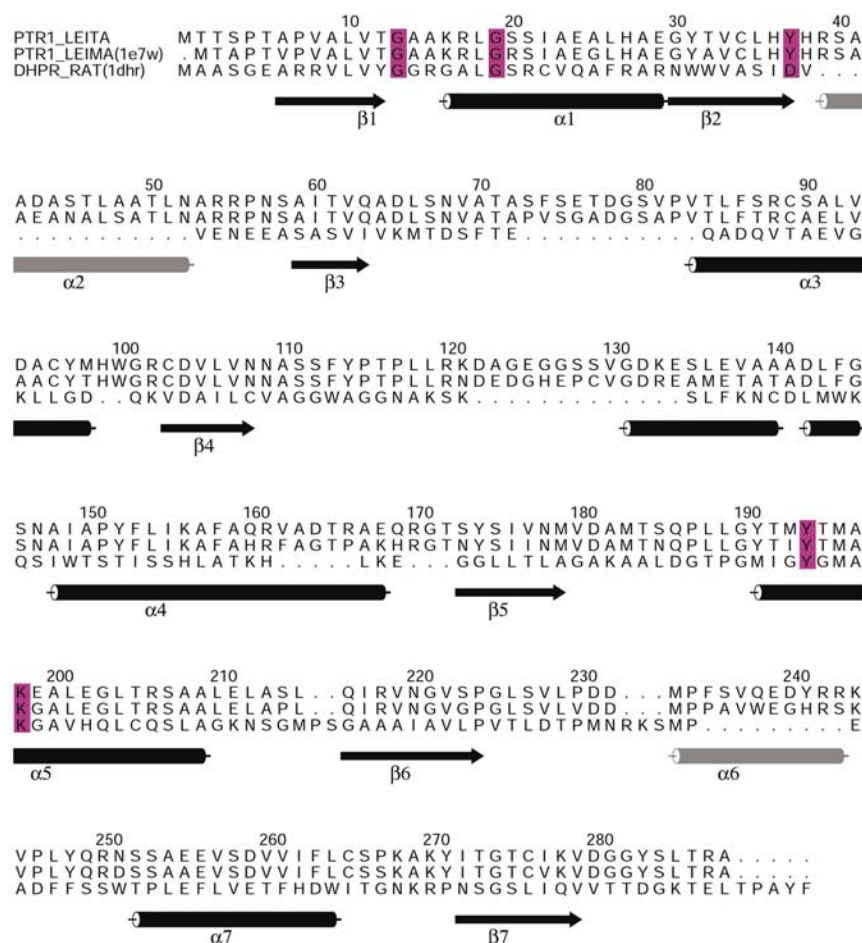 10 20 30 40
PTR1_LEITA MTTSPTAPVALVTGAAKRLGSSIAEALHAEGYTVCLHYHRSA
PTR1_LEIMA(1e7w) .MTAPTVPVALVTGAAKRLGRSIAEGLHAEGYAVCLHYHRSA
DHPR_RAT(1dhr) MAASGEARRVLVYGGRGALGSRCVQAFRARNWWVASIDV...
β1 α1 β2
50 60 70 80 90
ADASTLAATLNARRPNSAITVQADLSNVATASFSETDGSVPVTLFSRCSALV
AEANALSATLNARRPNSAITVQADLSNVATAPVSGADGSAPVTLFTRCAELV
...........VENEEASASVIVKMTDSFTE...........QADQVTAEVG
α2 β3 α3
100 110 120 130 140
DACYMHWGRCDVLVNNASSFYPTPLLRKDAGEGGSSVGDKESLEVAAADLFG
AACYTHWGRCDVLVNNASSFYPTPLLRNDEDGHEPCVGDREAMETATADLFG
KLLGD..QKVDAILCVAGGWAGGNAKSK.............SLFKNCDLMWK
β4
150 160 170 180 190
SNAIAPYFLIKAFAQRVADTRAEQRGTSYSIVNMVDAMTSQPLLGYTMYTMA
SNAIAPYFLIKAFAHRFAGTPAKHRGTNYSIINMVDAMTNQPLLGYTIYTMA
QSIWTSTISSHLATKH.....LKE...GGLLTLAGAKAALDGTPGMIGYGMA
α4 β5
200 210 220 230 240
KEALEGLTRSAALELASL..QIRVNGVSPGLSVLPDD...MPFSVQEDYRRK
KGALEGLTRSAALELASL..QIRVNGVGPGLSVLVDD...MPPAVWEGHRSK
KGAVHQLCQSLAGKNSGMPSGAAAIAVLPVTLDTPMNRKSMP.........E
α5 β6 α6
250 260 270 280
VPLYQRNSSAEEVSDVVIFLCSPKAKYITGTCIKVDGGYSLTRA.....
VPLYQRDSSAAEVSDVVIFLCSSKAKYITGTCVKVDGGYSLTRA.....
ADFFSSWTPLEFLVETFHDWITGNKRPNSGSLIQVVTTDGKTELTPAYF
α7 β7